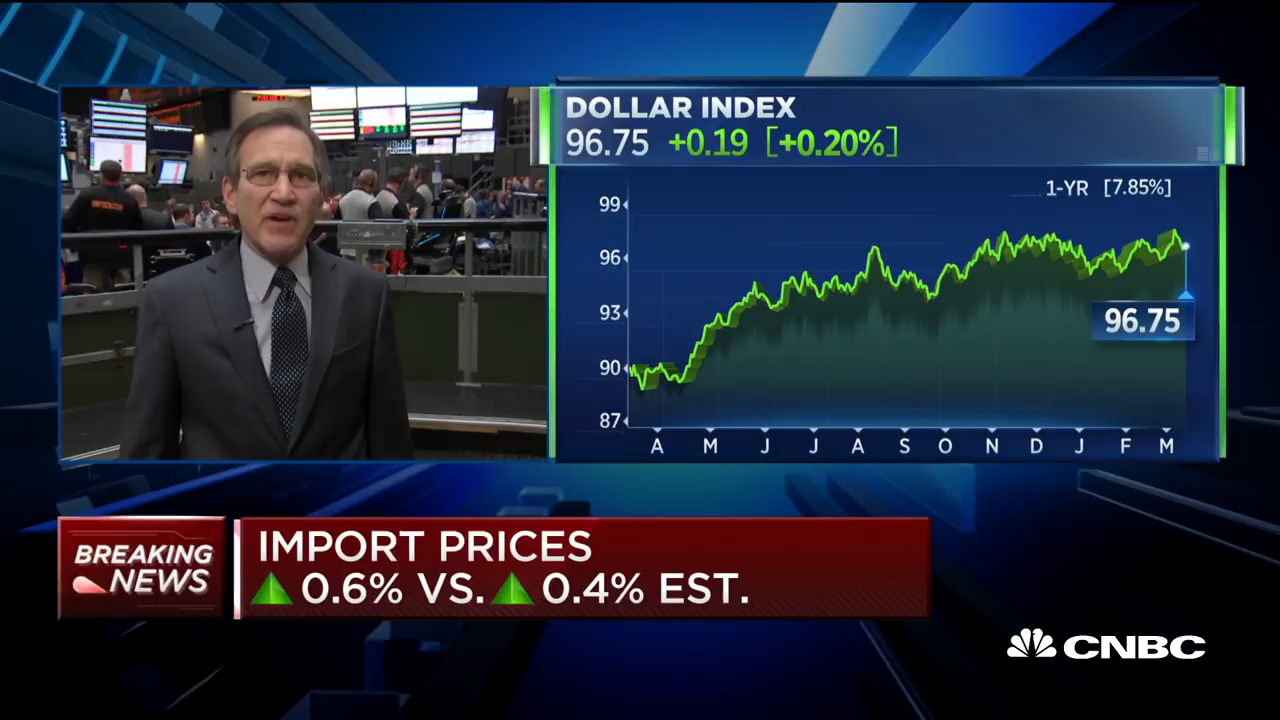 DOLLAR INDEX
96.75 +0.19 [+0.20%]
1-YR [7.85%]
99
96
93
90
87
96.75
A M J J A S O N D J F M
BREAKING NEWS
IMPORT PRICES
▲ 0.6% VS. ▲ 0.4% EST.
CNBC